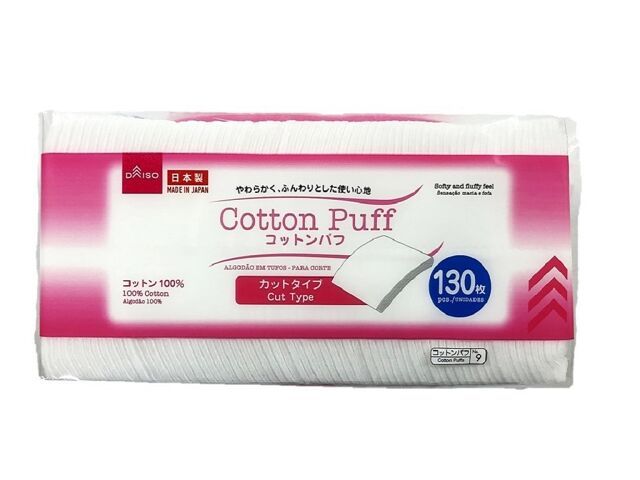 DAISO
日本製
MADE IN JAPAN
やわらかく、ふんわりとした使い心地
Cotton Puff
コットンパフ
ALGODÃO EM TUFOS - PARA CORTE
カットタイプ
Cut Type
コットン100%
100% Cotton
Algodão 100%
Softy and fluffy feel
Sensação macia e fofa
130枚
pcs./UNIDADES
コットンパフ No.
Cotton Puffs 9